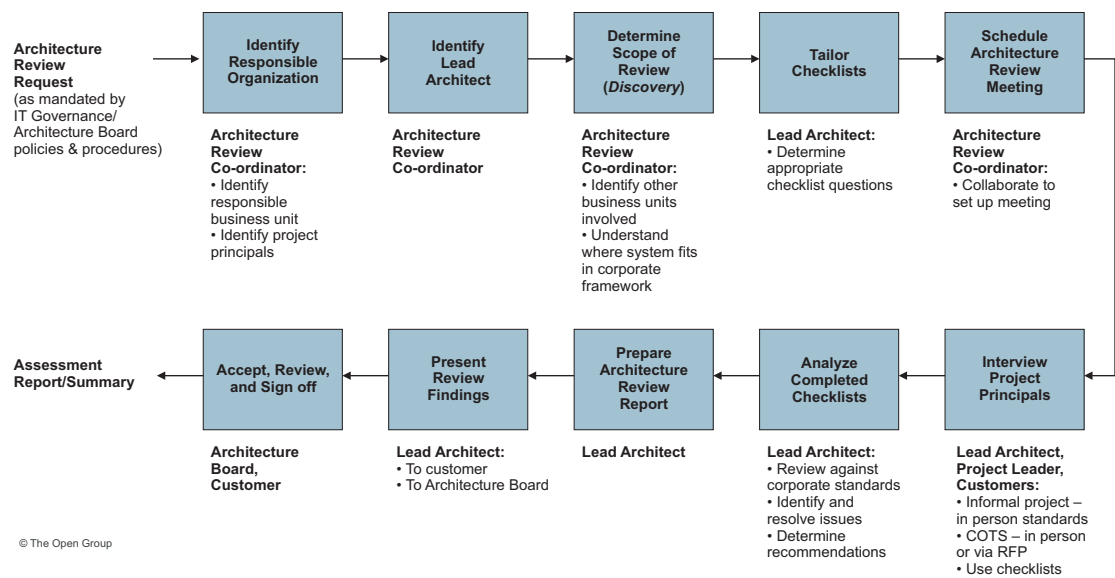 Architecture
Review
Request
(as mandated by
IT Governance/
Architecture Board
policies & procedures)
Identify
Responsible
Organization
Identify
Lead
Architect
Determine
Scope of
Review
(Discovery)
Tailor
Checklists
Schedule
Architecture
Review
Meeting
Architecture
Review
Co-ordinator:
• Identify
responsible
business unit
• Identify project
principals
Architecture
Review
Co-ordinator
Architecture
Review
Co-ordinator:
• Identify other
business units
involved
• Understand
where system fits
in corporate
framework
Lead Architect:
• Determine
appropriate
checklist questions
Architecture
Review
Co-ordinator:
• Collaborate to
set up meeting
Assessment
Report/Summary
Accept, Review,
and Sign off
Present
Review
Findings
Prepare
Architecture
Review
Report
Analyze
Completed
Checklists
Interview
Project
Principals
Architecture
Board,
Customer
Lead Architect:
• To customer
• To Architecture Board
Lead Architect
Lead Architect:
• Review against
corporate standards
• Identify and
resolve issues
• Determine
recommendations
Lead Architect,
Project Leader,
Customers:
• Informal project –
in person standards
• COTS – in person
or via RFP
• Use checklists
© The Open Group